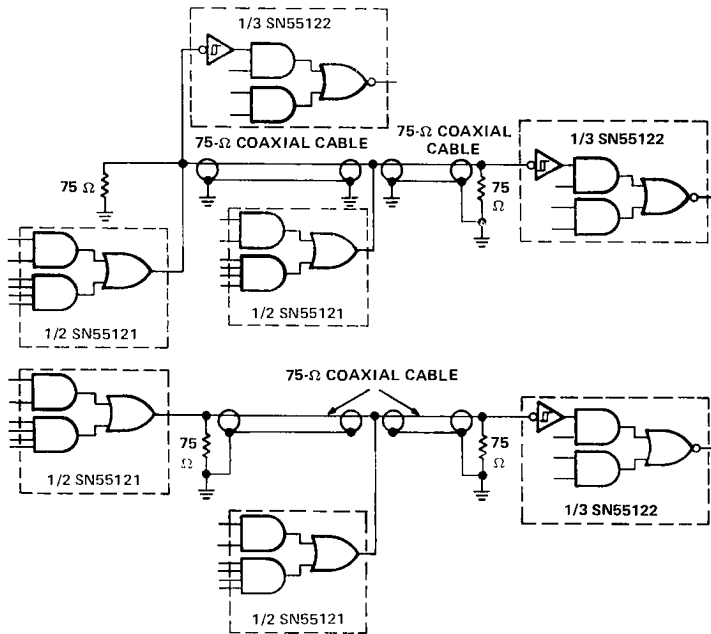 1/3 SN55122
75-Ω COAXIAL CABLE
75-Ω COAXIAL
CABLE
1/3 SN55122
75 Ω
75
Ω
1/2 SN55121
1/2 SN55121
75-Ω COAXIAL CABLE
75
Ω
75
Ω
1/2 SN55121
1/3 SN55122
1/2 SN55121